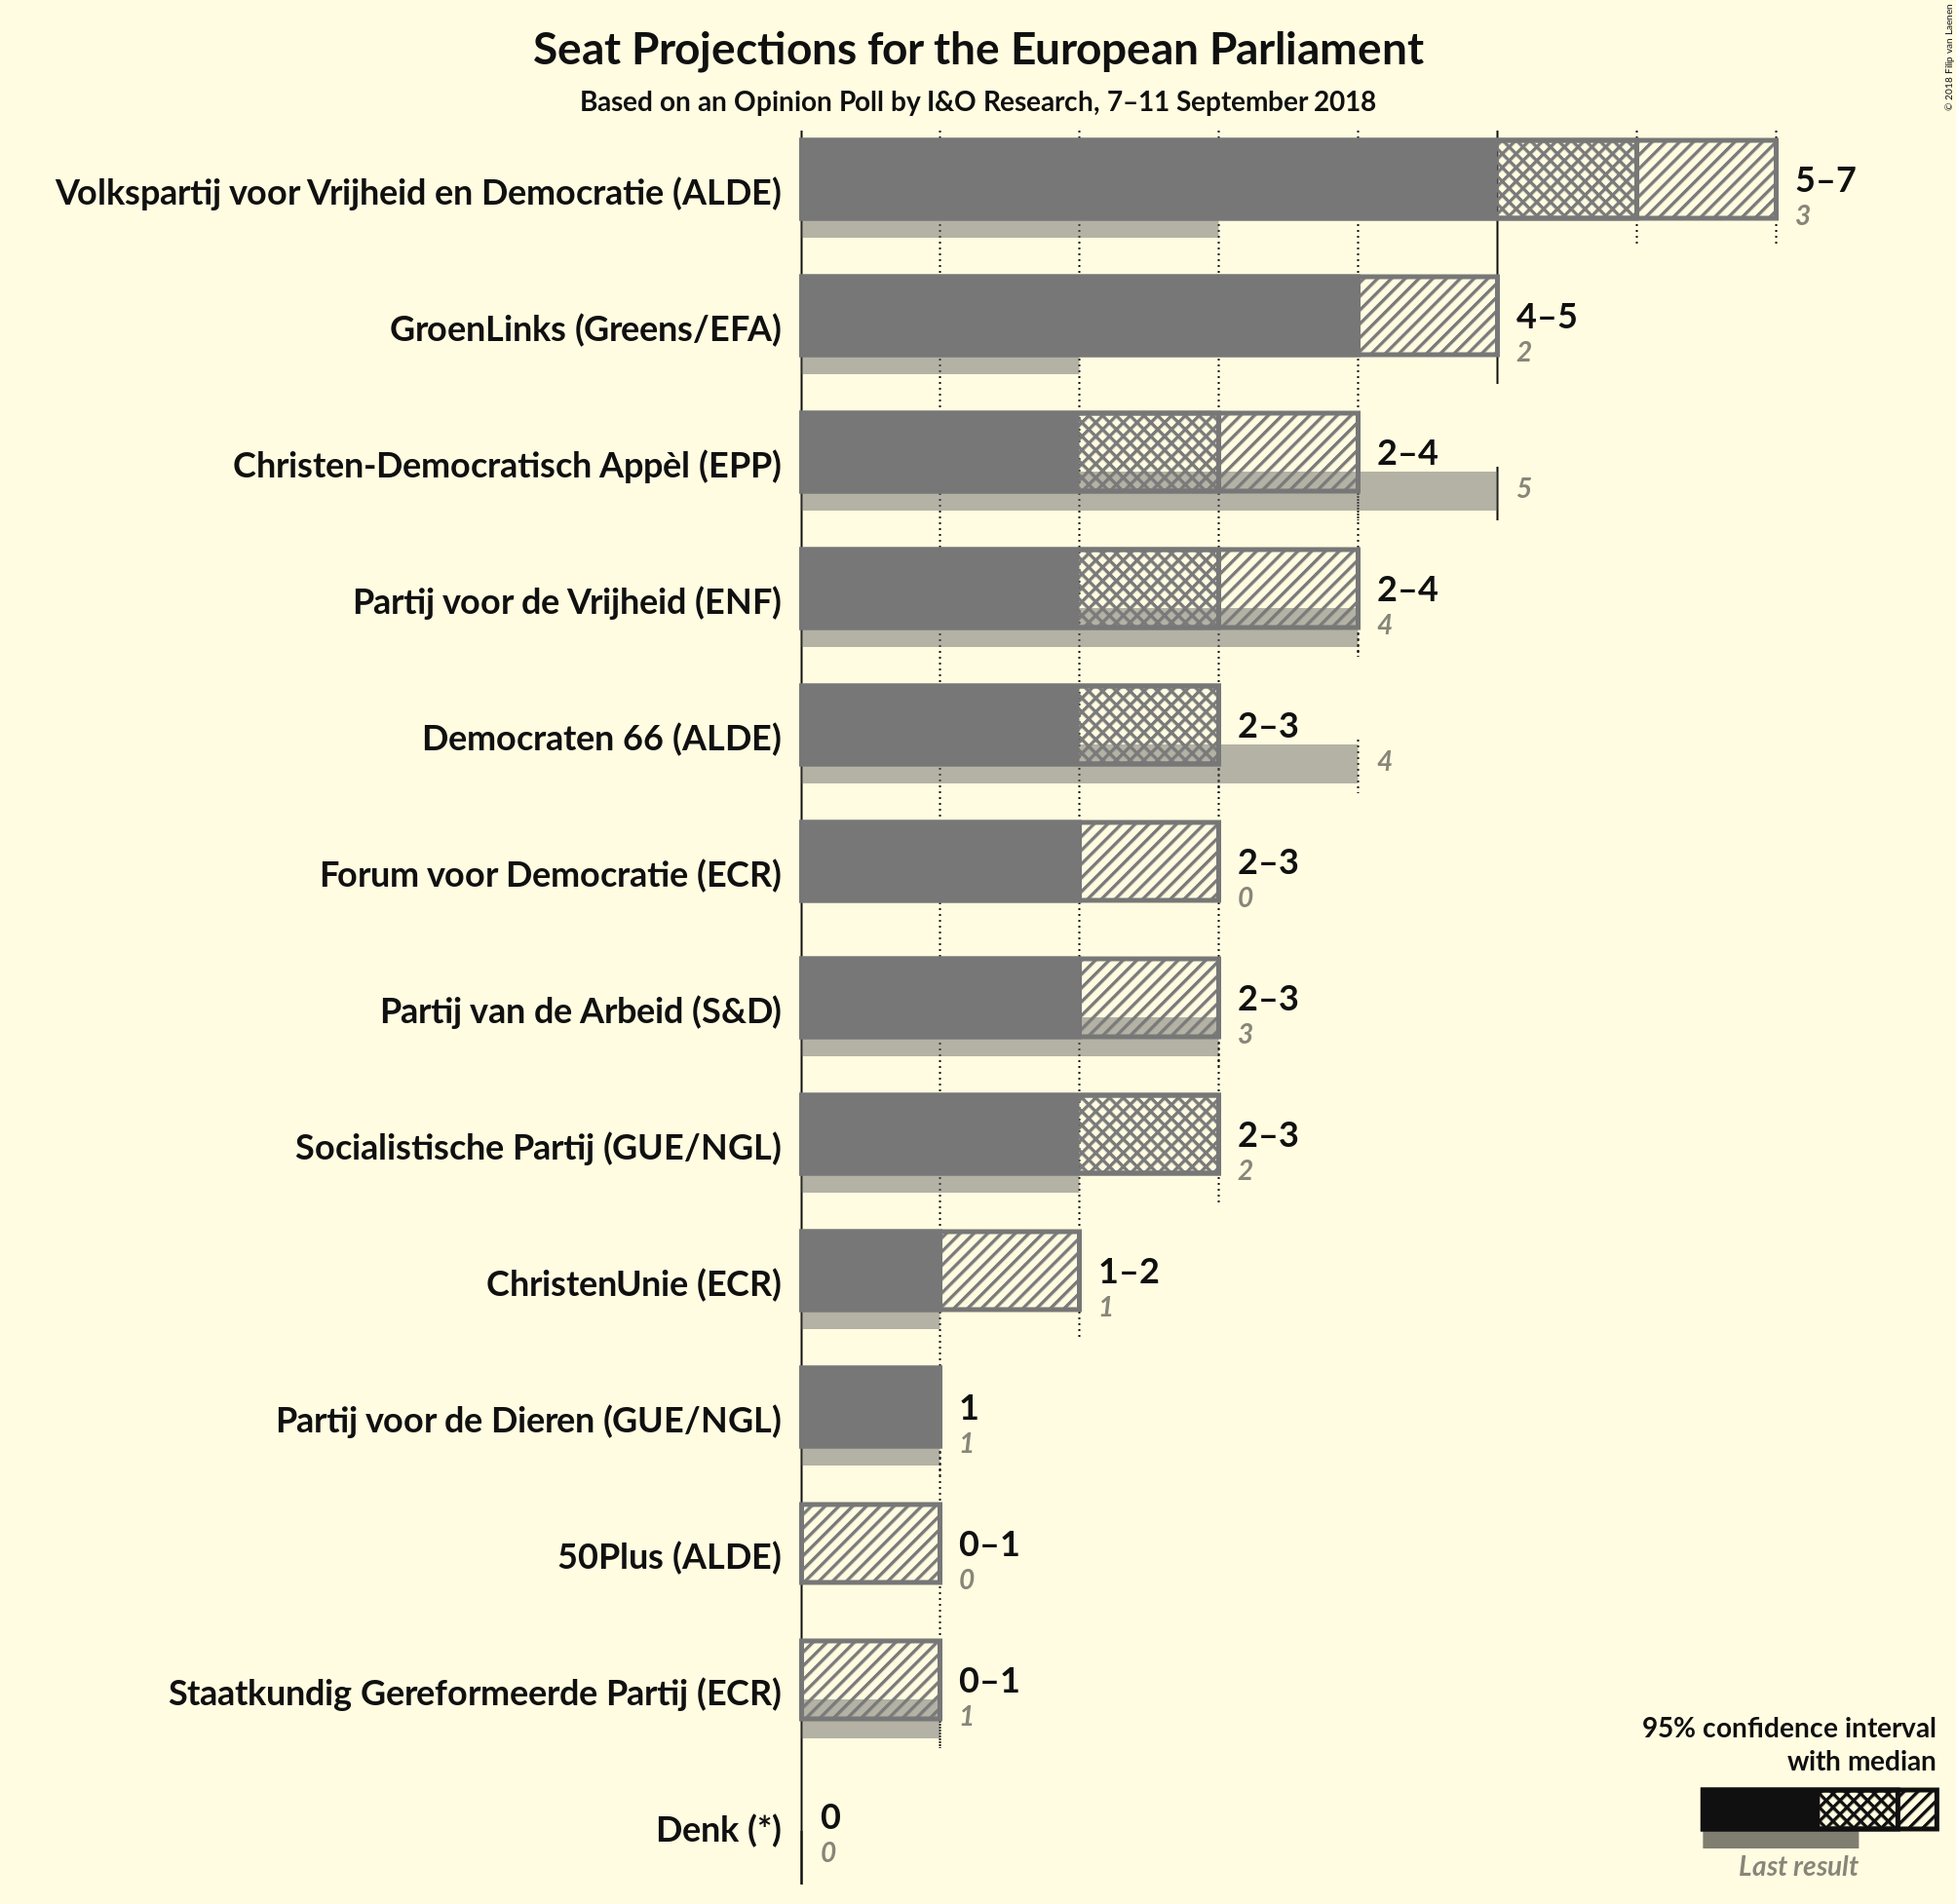 Seat Projections for the European Parliament
Based on an Opinion Poll by I&O Research, 7–11 September 2018
© 2018 Filip van Laenen
Volkspartij voor Vrijheid en Democratie (ALDE)
5–7
3
GroenLinks (Greens/EFA)
4–5
2
Christen-Democratisch Appèl (EPP)
2–4
5
Partij voor de Vrijheid (ENF)
2–4
4
Democraten 66 (ALDE)
2–3
4
Forum voor Democratie (ECR)
2–3
0
Partij van de Arbeid (S&D)
2–3
3
Socialistische Partij (GUE/NGL)
2–3
2
ChristenUnie (ECR)
1–2
1
Partij voor de Dieren (GUE/NGL)
1
1
50Plus (ALDE)
0–1
0
Staatkundig Gereformeerde Partij (ECR)
0–1
1
Denk (*)
0
0
95% confidence interval
with median
Last result